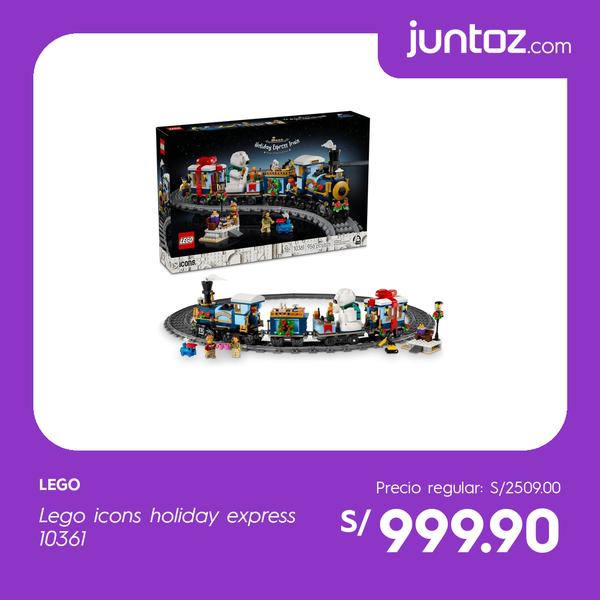 juntoz.com
Holiday Express Train
LEGO
10361
ICONS
LEGO
Precio regular: S/2509.00
Lego icons holiday express
10361
S/ 999.90